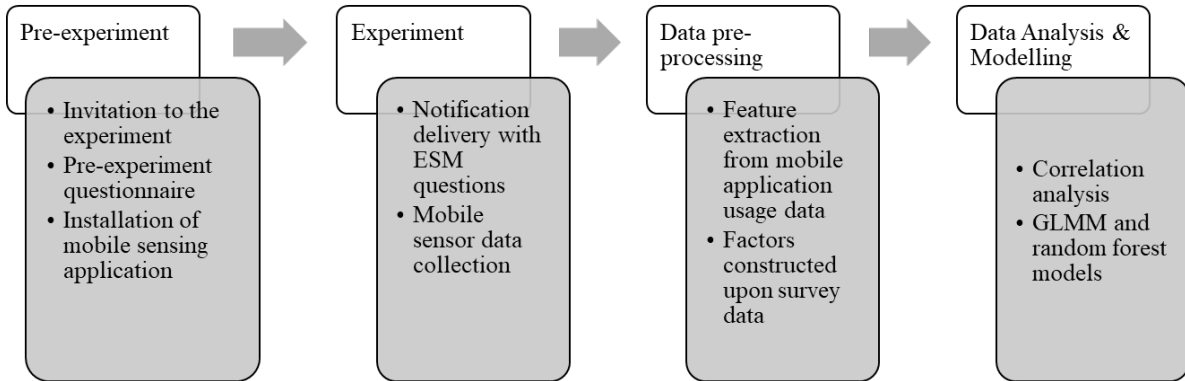 Pre-experiment
• Invitation to the
experiment
• Pre-experiment
questionnaire
• Installation of
mobile sensing
application
Experiment
• Notification
delivery with
ESM
questions
• Mobile
sensor data
collection
Data pre-
processing
• Feature
extraction
from mobile
application
usage data
• Factors
constructed
upon survey
data
Data Analysis &
Modelling
• Correlation
analysis
• GLMM and
random forest
models